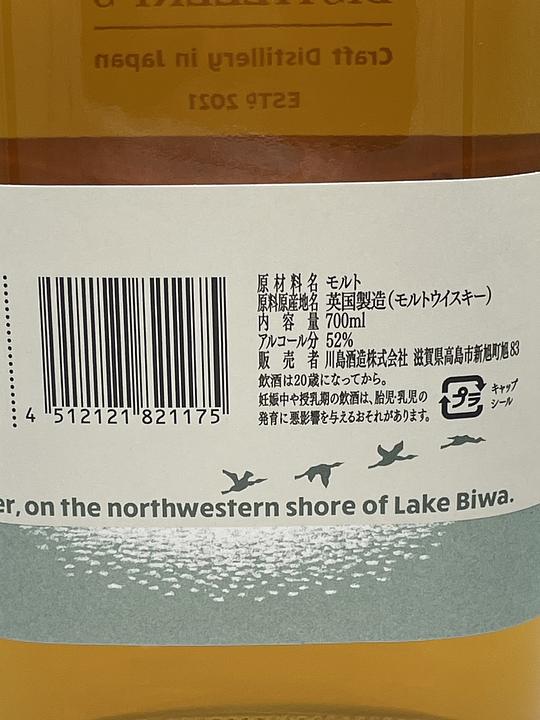 Craft Distillery in Japan
ESTD 2021
原材料名 モルト
原料原産地名 英国製造(モルトウイスキー)
内容量 700ml
アルコール分 52%
販売者 川島酒造株式会社 滋賀県高島市新旭町旭83
飲酒は20歳になってから。
妊娠中や授乳期の飲酒は、胎児・乳児の
発育に悪影響を与えるおそれがあります。
プラ
キャップ
シール
4 512121 821175
er, on the northwestern shore of Lake Biwa.